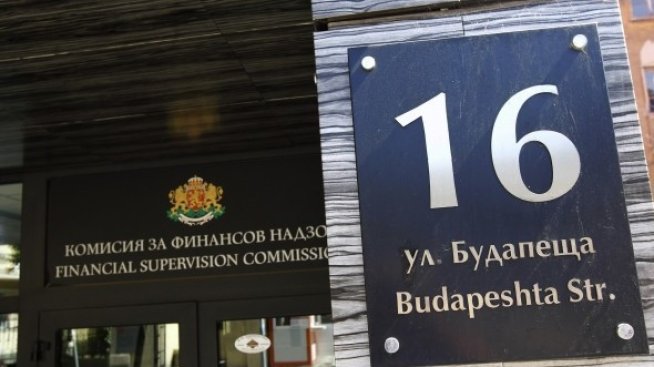 КОМИСИЯ ЗА ФИНАНСОВ НАДЗО
FINANCIAL SUPERVISION COMMISSI
16
ул. Будапеща
Budapeshta Str.